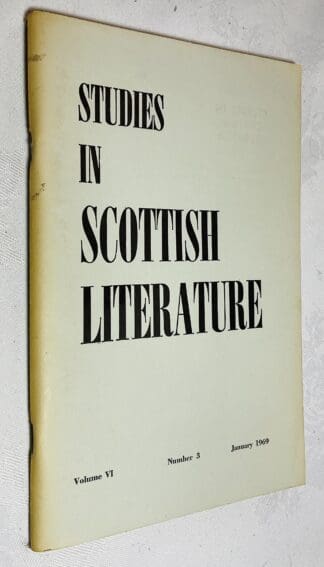 STUDIES
IN
SCOTTISH
LITERATURE
Volume VI Number 3 January 1969